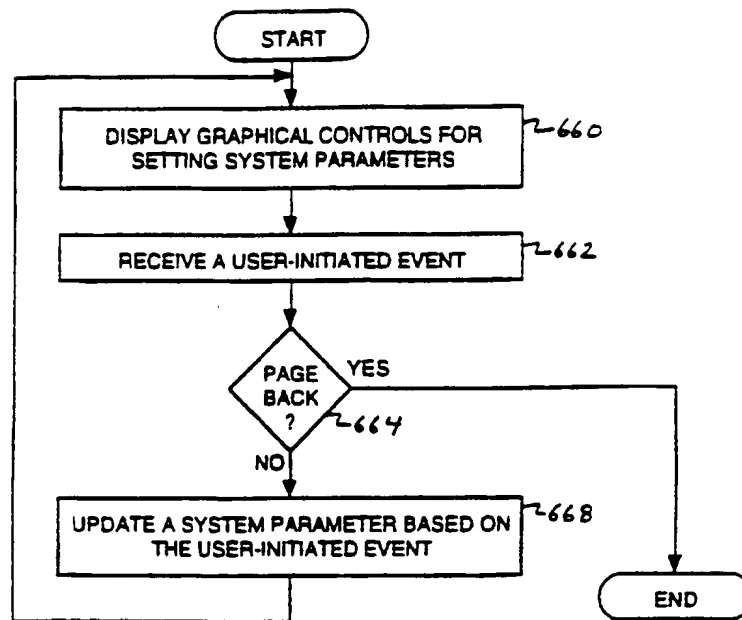 START
DISPLAY GRAPHICAL CONTROLS FOR
SETTING SYSTEM PARAMETERS
660
RECEIVE A USER-INITIATED EVENT
662
PAGE
BACK
?
YES
664
NO
UPDATE A SYSTEM PARAMETER BASED ON
THE USER-INITIATED EVENT
668
END